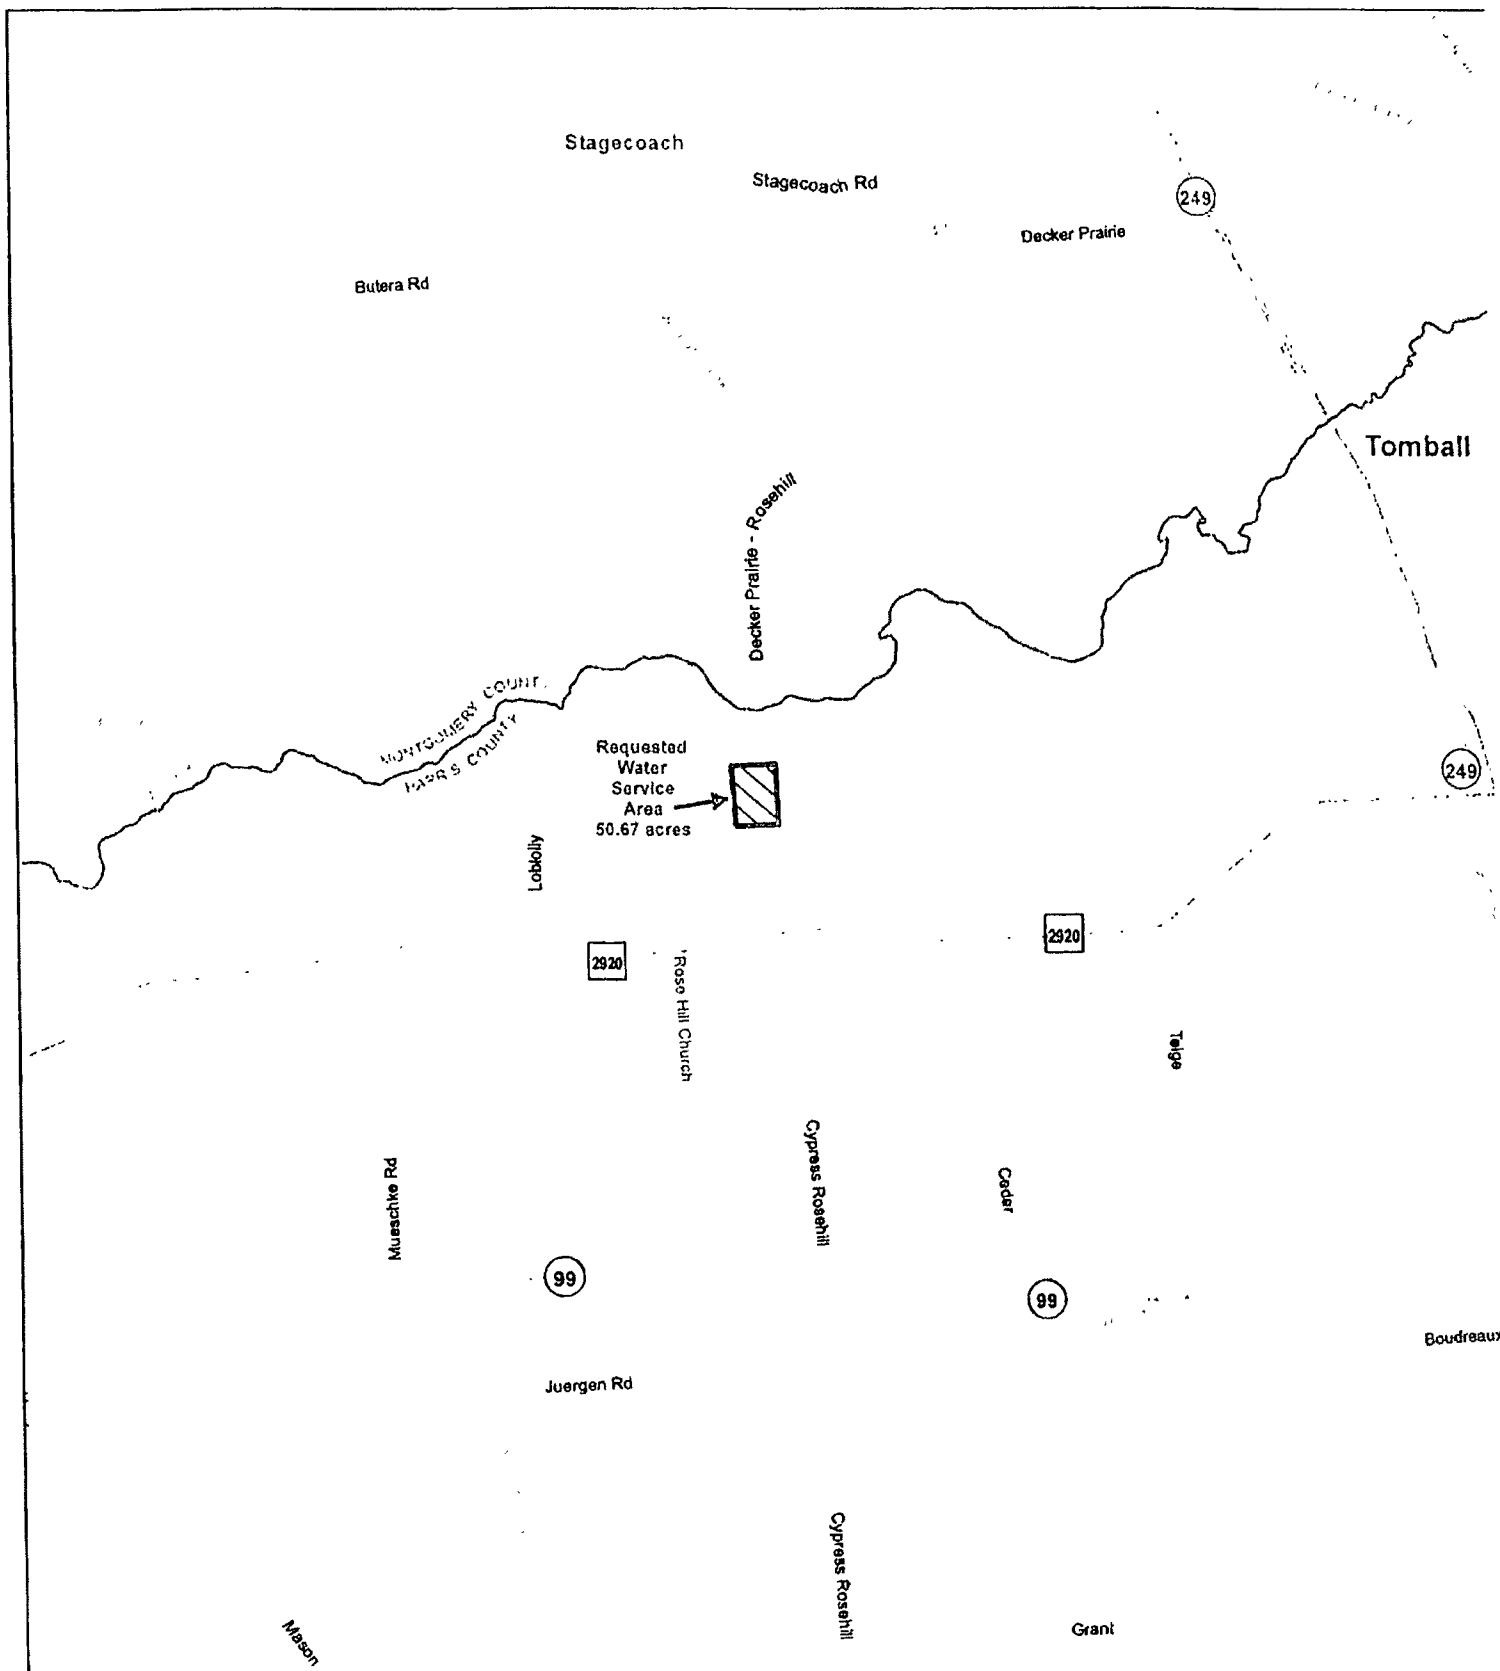 Stagecoach
Stagecoach Rd
249
Decker Prairie
Butera Rd
Tomball
Decker Prairie - Rosehill
MONTGOMERY COUNT
HARRIS COUNTY
Requested
Water
Service
Area
50.67 acres
249
Loblolly
2920
2920
Rose Hill Church
Telge
Cypress Rosehill
Mueschke Rd
Cedar
99
99
Boudreaux
Juergen Rd
Cypress Rosehill
Mason
Grant